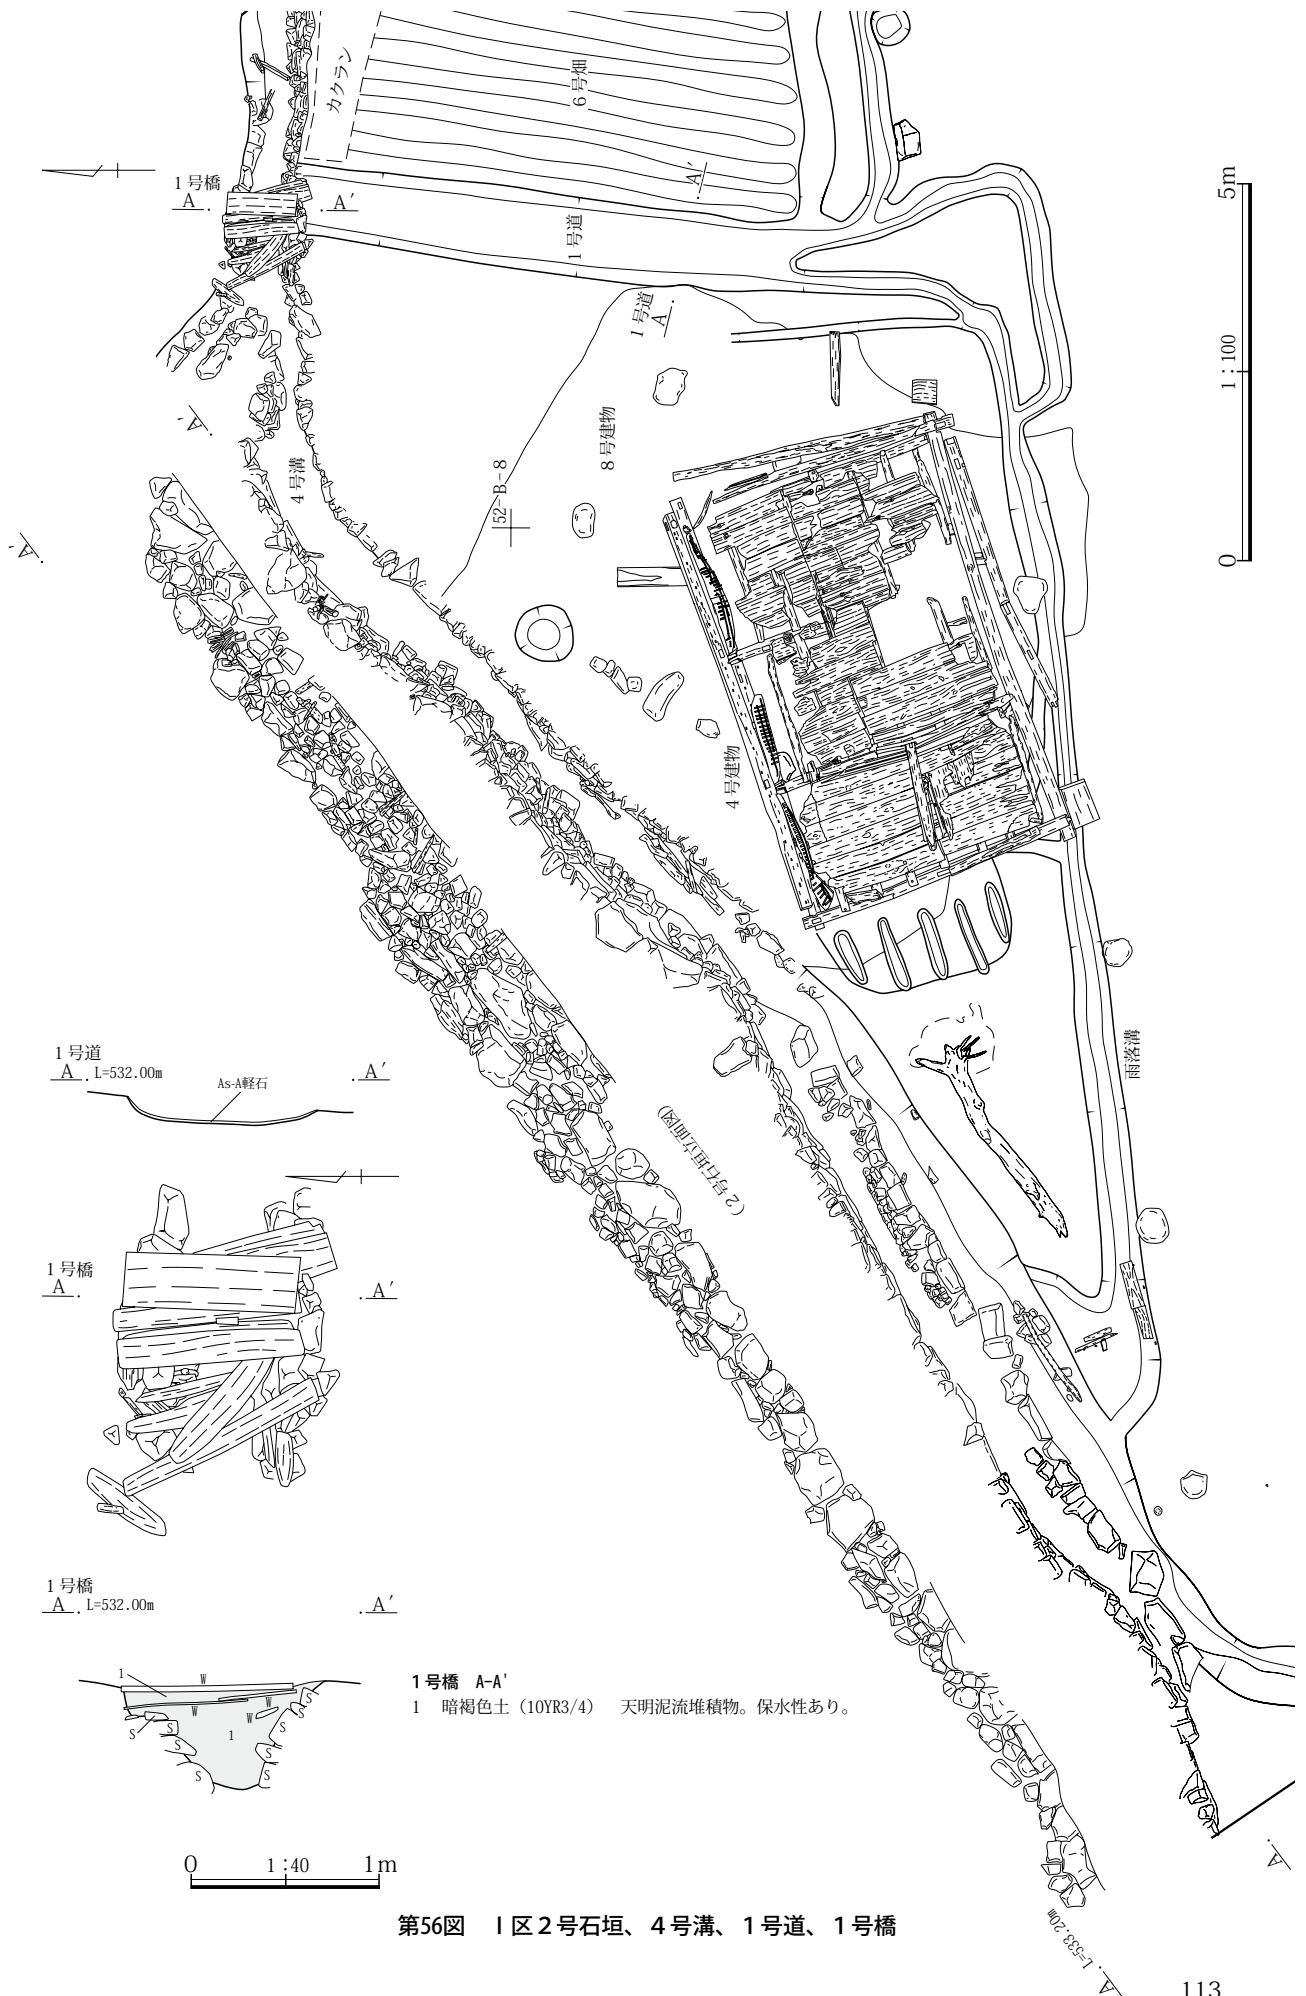 カクラン
6号畑
1号橋
A
A′
A′
1号道
1号道
A
5m
1:100
0
A′
4号溝
52-B-8
8号建物
A′
4号建物
雨落溝
(2号石垣立面図)
1号道
A L=532.00m
A′
As-A軽石
1号橋
A
A′
1号橋
A L=532.00m
A′
1
W
W
W
W
S
S
S
S
S
S
S
S
1
1号橋 A-A'
1 暗褐色土(10YR3/4) 天明泥流堆積物。保水性あり。
0
1:40
1m
A
A L=533.20m
第56図 Ⅰ区2号石垣、4号溝、1号道、1号橋
113